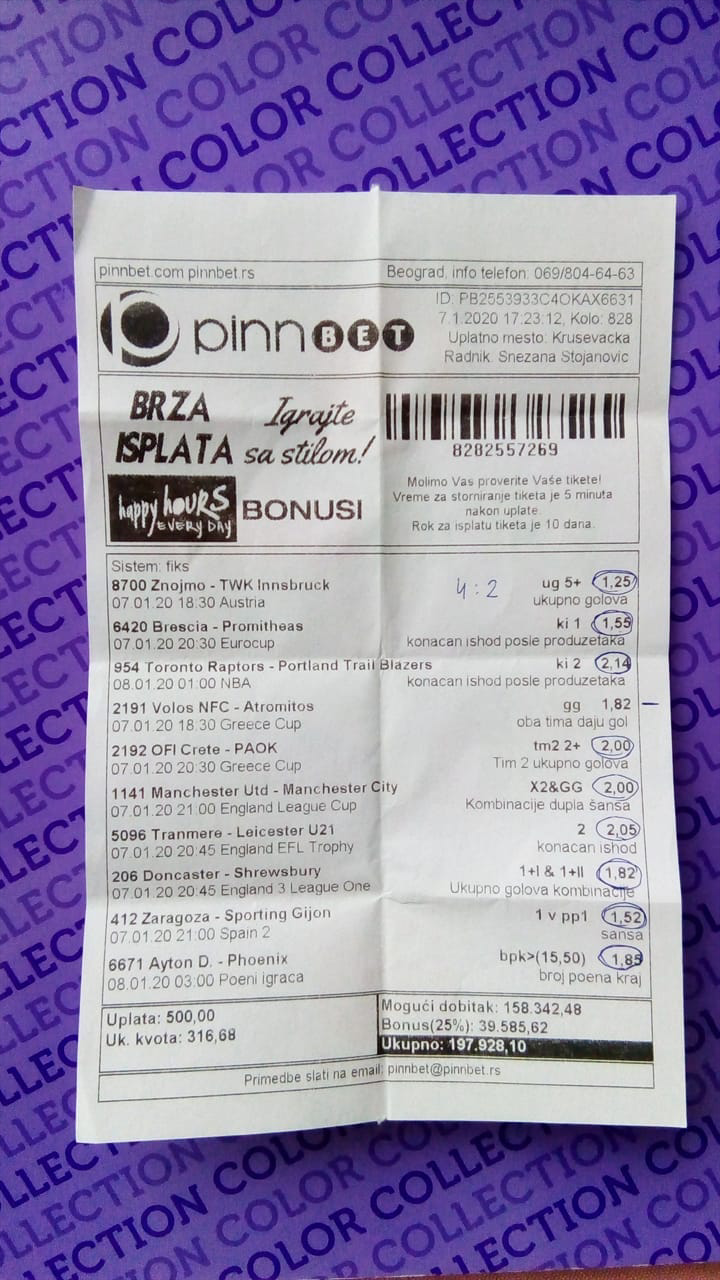 COLOR COLLECTION COLOR COLLECTION
pinnbet.com pinnbet.rs Beograd, info telefon: 069/804-64-63
pinnBET
ID: PB2553933C4OKAX6631
7.1.2020 17:23:12, Kolo: 828
Uplatno mesto: Krusevacka
Radnik. Snezana Stojanovic
BRZA
ISPLATA
Igrajte
sa stilom!
happy hours
EVERY DAY
BONUSI
8282557269
Molimo Vas proverite Vaše tikete!
Vreme za storniranje tiketa je 5 minuta
nakon uplate.
Rok za isplatu tiketa je 10 dana.
Sistem: fiks
8700 Znojmo - TWK Innsbruck 4:2 ug 5+ 1,25
07.01.20 18:30 Austria ukupno golova
6420 Brescia - Promitheas ki 1 1,55
07.01.20 20:30 Eurocup konacan ishod posle produzetaka
954 Toronto Raptors - Portland Trail Blazers ki 2 2,14
08.01.20 01:00 NBA konacan ishod posle produzetaka
2191 Volos NFC - Atromitos gg 1,82
07.01.20 18:30 Greece Cup oba tima daju gol
2192 OFI Crete - PAOK tm2 2+ 2,00
07.01.20 20:30 Greece Cup Tim 2 ukupno golova
1141 Manchester Utd - Manchester City X2&GG 2,00
07.01.20 21:00 England League Cup Kombinacije dupla šansa
5096 Tranmere - Leicester U21 2 2,05
07.01.20 20:45 England EFL Trophy konacan ishod
206 Doncaster - Shrewsbury 1+I & 1+II 1,82
07.01.20 20:45 England 3 League One Ukupno golova kombinacije
412 Zaragoza - Sporting Gijon 1 v pp1 1,52
07.01.20 21:00 Spain 2 sansa
6671 Ayton D. - Phoenix bpk>(15,50) 1,85
08.01.20 03:00 Poeni igraca broj poena kraj
Uplata: 500,00
Uk. kvota: 316,68
Mogući dobitak: 158.342,48
Bonus(25%): 39.585,62
Ukupno: 197.928,10
Primedbe slati na email: pinnbet@pinnbet.rs
COLOR COLLECTION COLOR COLLECTION